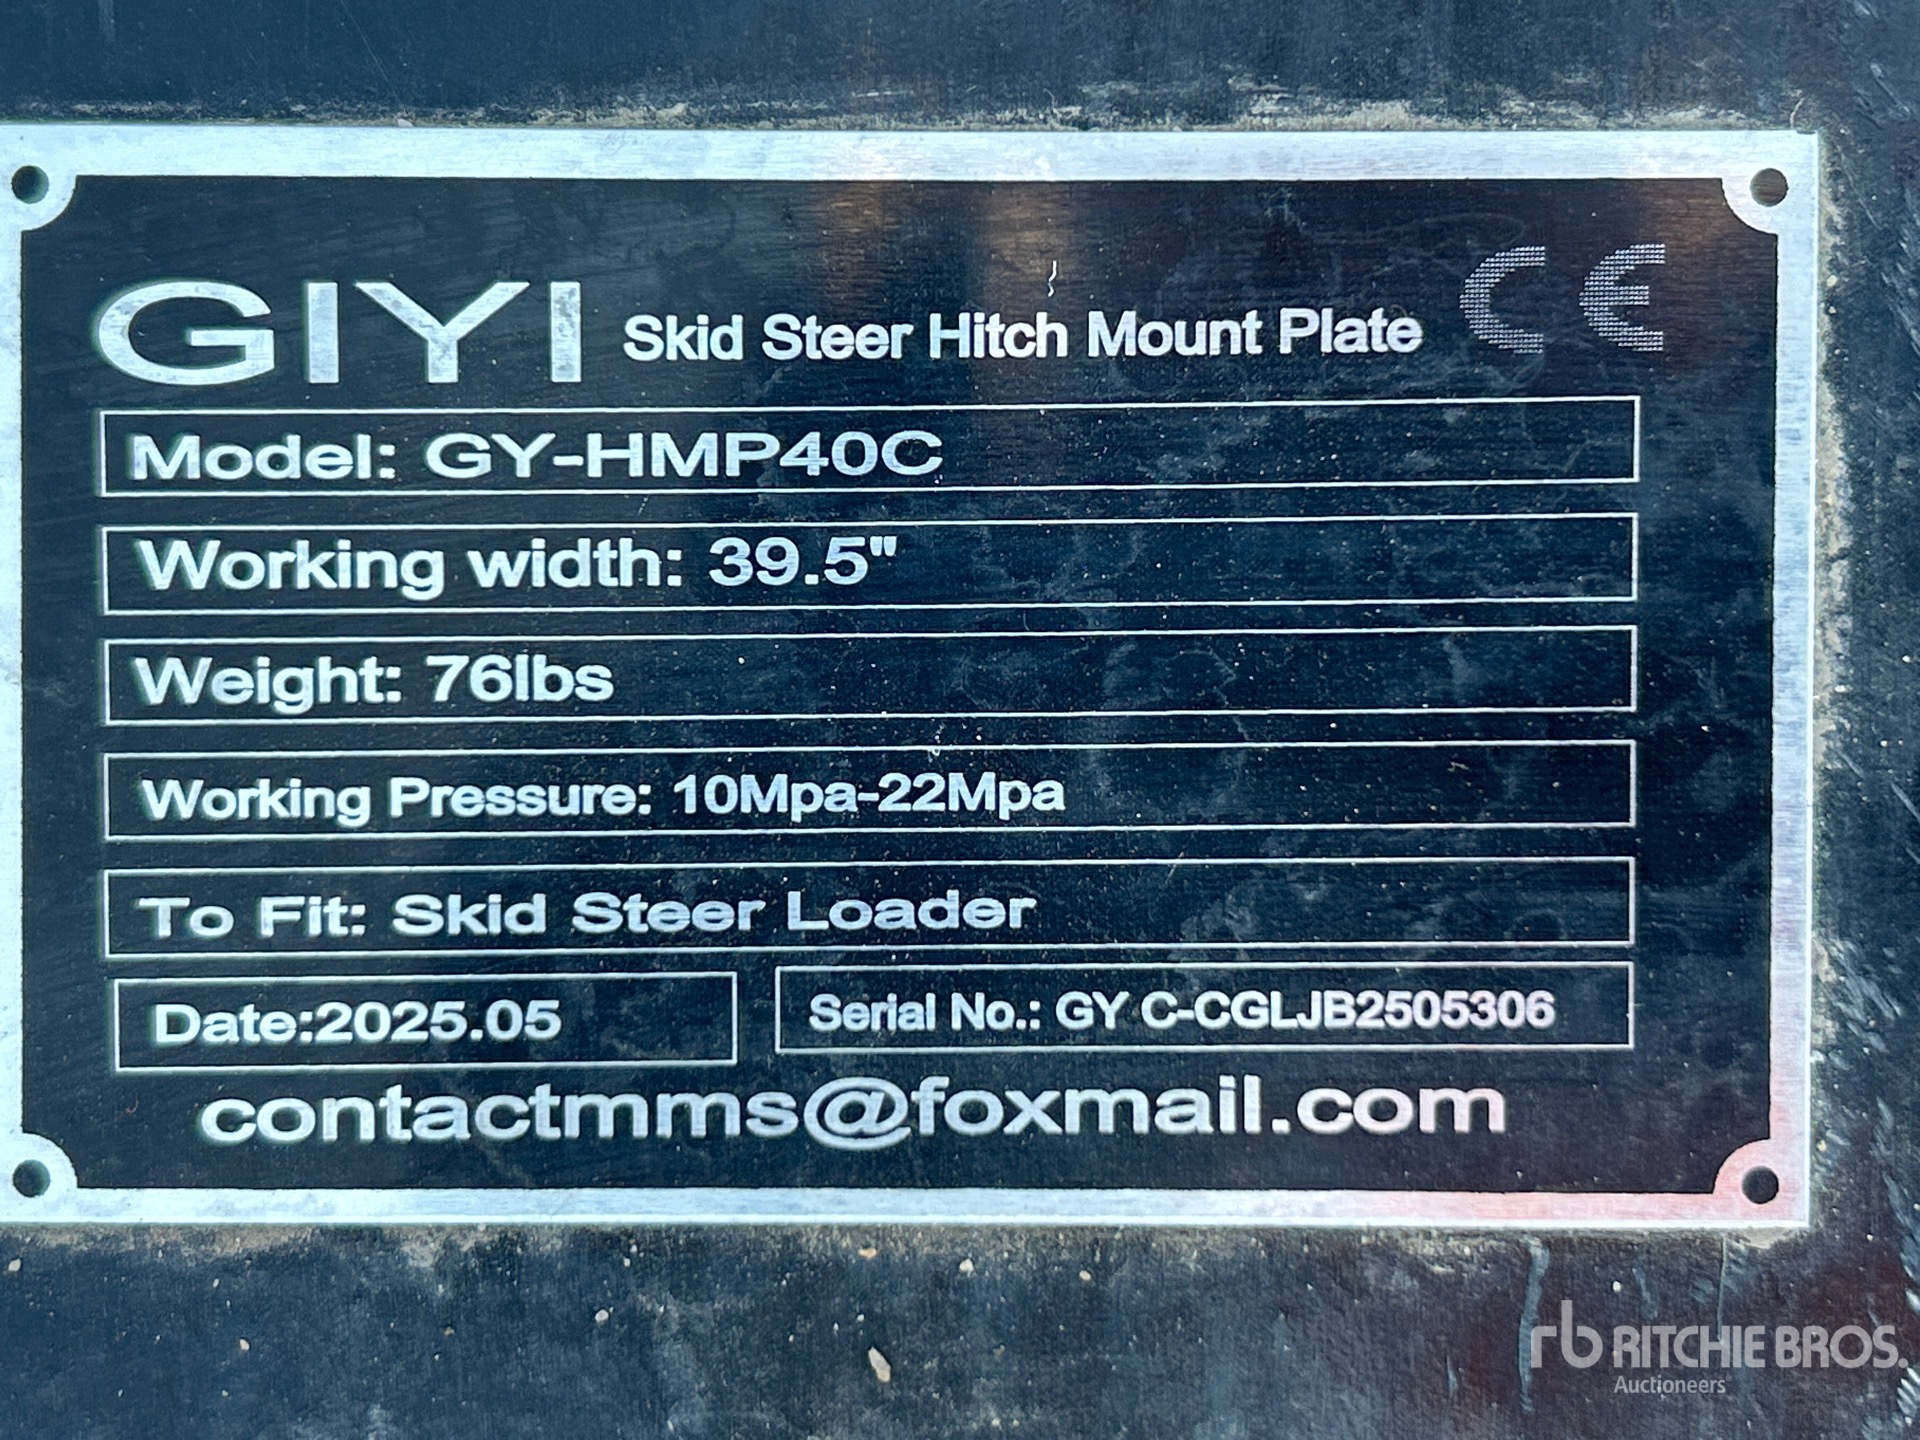 GIYI Skid Steer Hitch Mount Plate CE
Model: GY-HMP40C
Working width: 39.5"
Weight: 76lbs
Working Pressure: 10Mpa-22Mpa
To Fit: Skid Steer Loader
Date:2025.05
Serial No.: GY C-CGLJB2505306
contactmms@foxmail.com
rb RITCHIE BROS.
Auctioneers